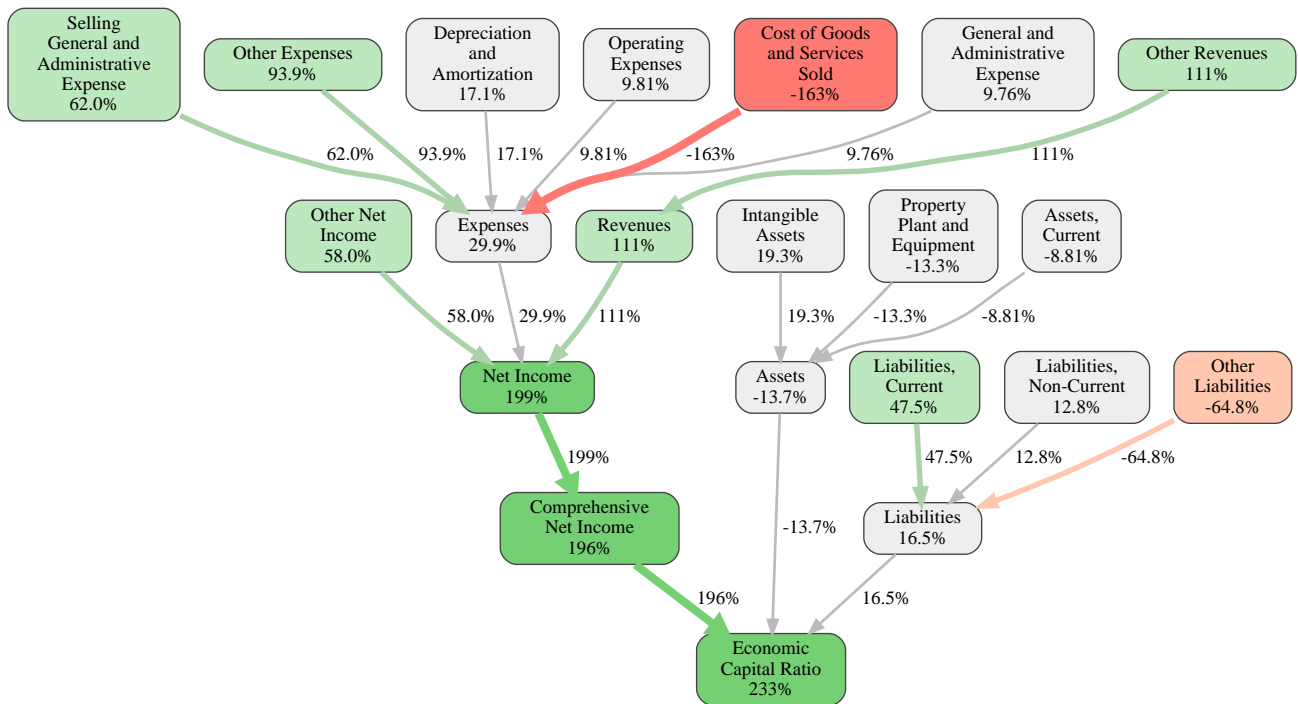 Selling
General and
Administrative
Expense
62.0%
Other Expenses
93.9%
Depreciation
and
Amortization
17.1%
Operating
Expenses
9.81%
Cost of Goods
and Services
Sold
-163%
General and
Administrative
Expense
9.76%
Other Revenues
111%
62.0%
93.9%
17.1%
9.81%
-163%
9.76%
111%
Other Net
Income
58.0%
Expenses
29.9%
Revenues
111%
Intangible
Assets
19.3%
Property
Plant and
Equipment
-13.3%
Assets,
Current
-8.81%
58.0%
29.9%
111%
19.3%
-13.3%
-8.81%
Net Income
199%
Assets
-13.7%
Liabilities,
Current
47.5%
Liabilities,
Non-Current
12.8%
Other
Liabilities
-64.8%
199%
47.5%
12.8%
-64.8%
Comprehensive
Net Income
196%
-13.7%
Liabilities
16.5%
196%
16.5%
Economic
Capital Ratio
233%